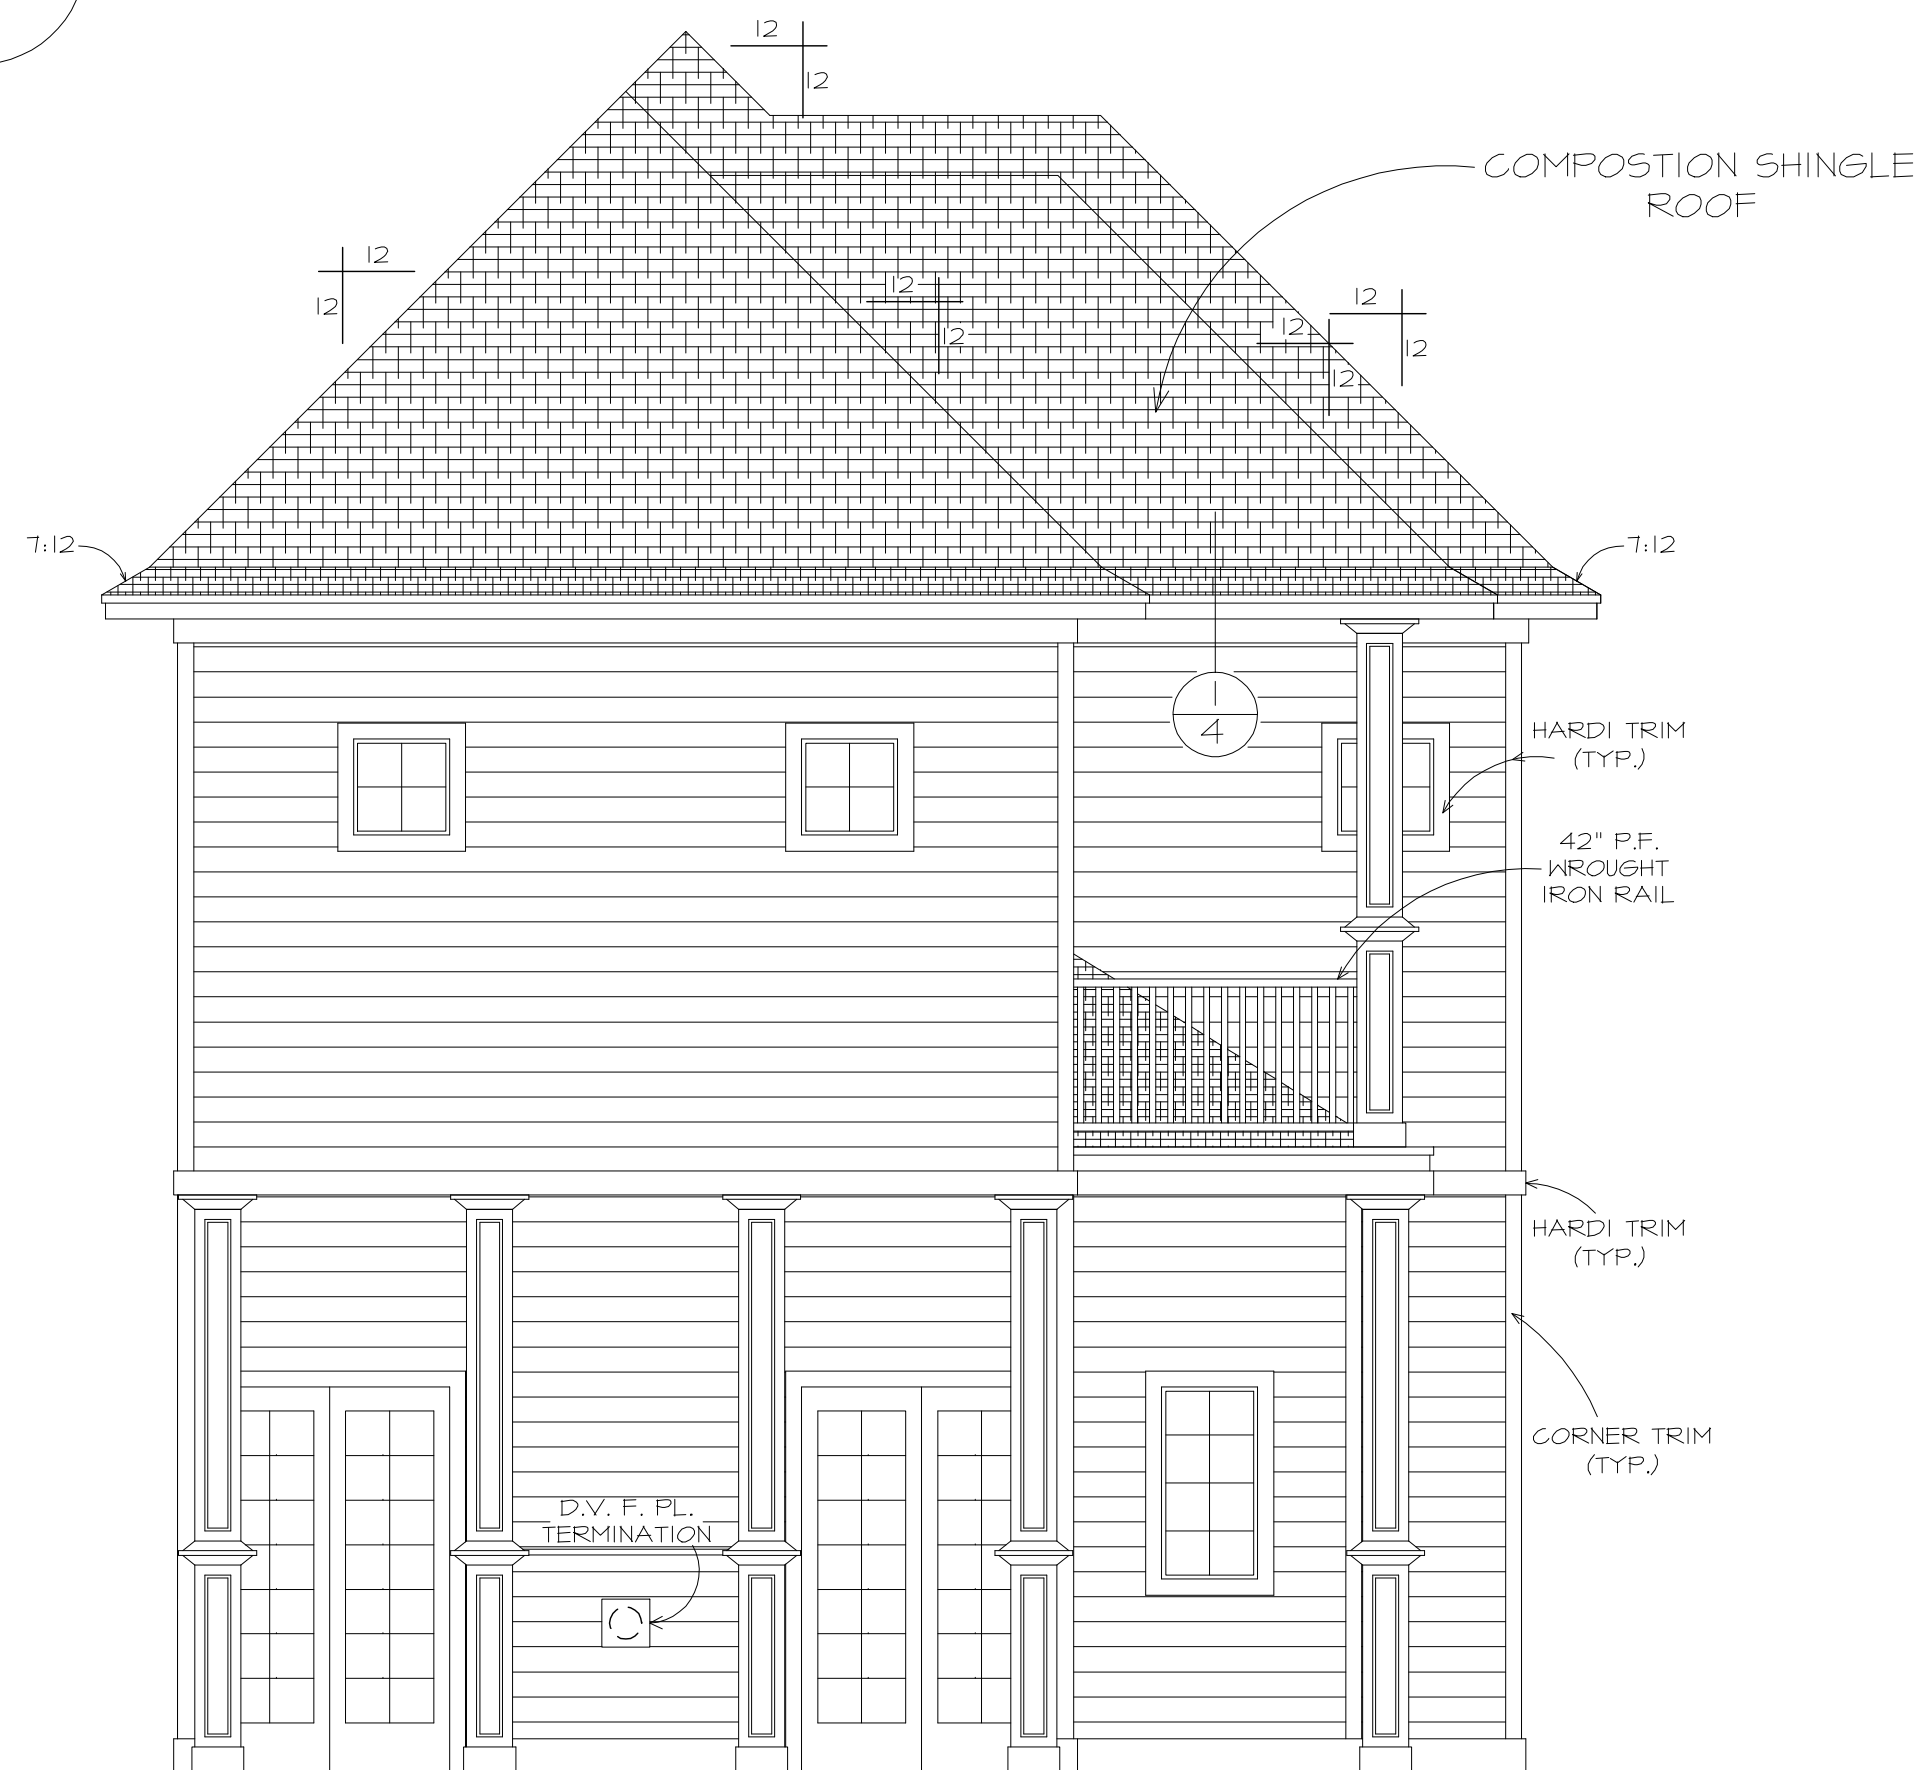 12
12
COMPOSTION SHINGLE
ROOF
12
12
12
12
12
12
12
12
7:12
7:12
1
4
HARDI TRIM
(TYP.)
42" P.F.
WROUGHT
IRON RAIL
HARDI TRIM
(TYP.)
CORNER TRIM
(TYP.)
D.V. F. PL.
TERMINATION